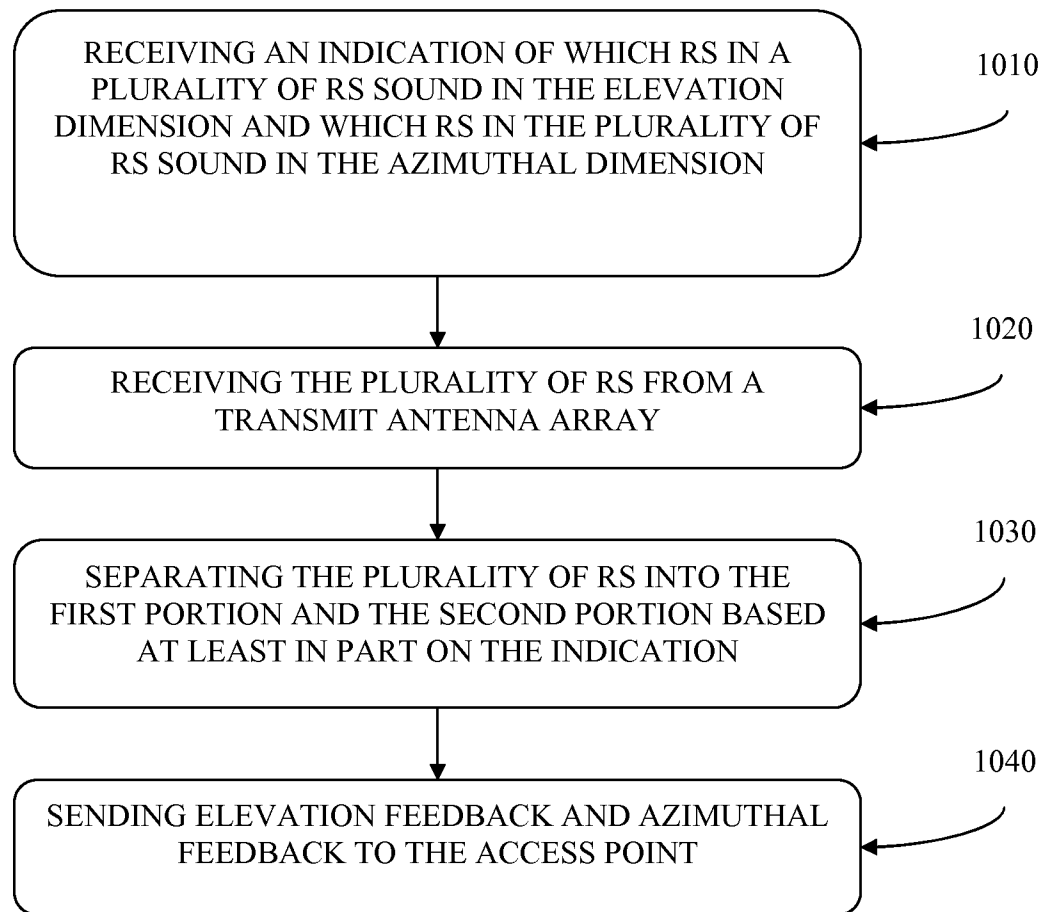 RECEIVING AN INDICATION OF WHICH RS IN A
PLURALITY OF RS SOUND IN THE ELEVATION
DIMENSION AND WHICH RS IN THE PLURALITY OF
RS SOUND IN THE AZIMUTHAL DIMENSION
1010
RECEIVING THE PLURALITY OF RS FROM A
TRANSMIT ANTENNA ARRAY
1020
SEPARATING THE PLURALITY OF RS INTO THE
FIRST PORTION AND THE SECOND PORTION BASED
AT LEAST IN PART ON THE INDICATION
1030
SENDING ELEVATION FEEDBACK AND AZIMUTHAL
FEEDBACK TO THE ACCESS POINT
1040